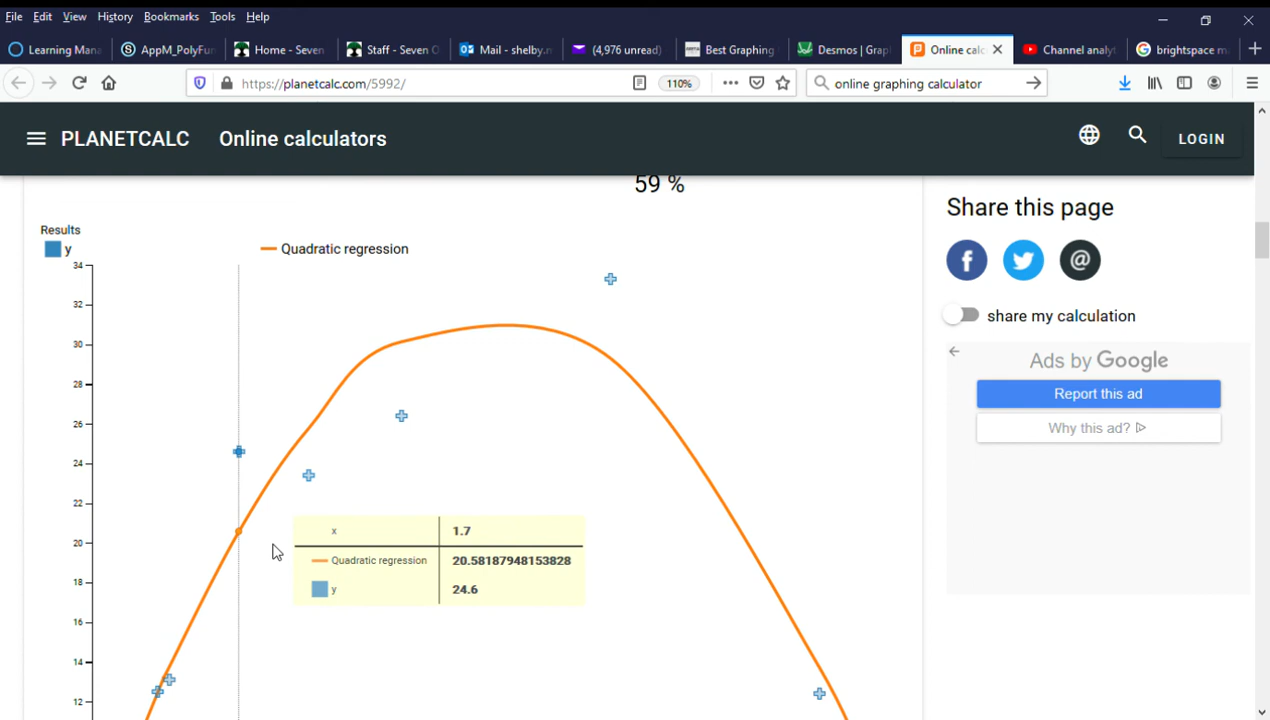 File Edit View History Bookmarks Tools Help
Learning Mana AppM_PolyFun Home - Seven Staff - Seven O Mail - shelby.m (4,976 unread) Best Graphing Desmos | Grap Online calc Channel analyt brightspace m
https://planetcalc.com/5992/ 110% online graphing calculator
PLANETCALC Online calculators LOGIN
59 %
Results
y Quadratic regression
34
32
30
28
26
24
22
20
18
16
14
12
x 1.7
Quadratic regression 20.58187948153828
y 24.6
Share this page
share my calculation
Ads by Google
Report this ad
Why this ad?